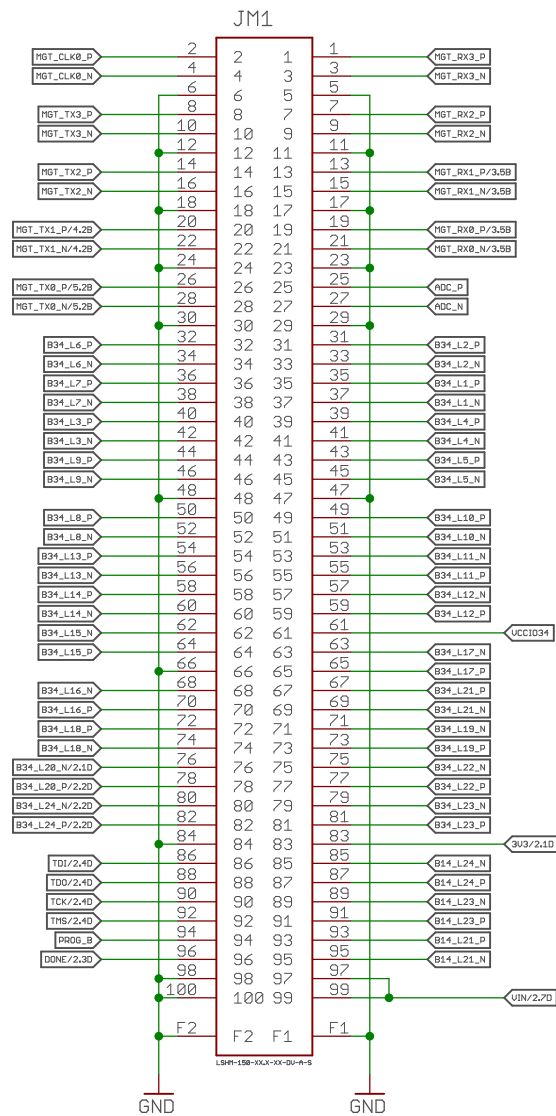 JM1
MGT_CLK0_P 2 2 1 1 MGT_RX3_P
MGT_CLK0_N 4 4 3 3 MGT_RX3_N
6 6 5 5
MGT_TX3_P 8 8 7 7 MGT_RX2_P
MGT_TX3_N 10 10 9 9 MGT_RX2_N
12 12 11 11
MGT_TX2_P 14 14 13 13 MGT_RX1_P/3.5B
MGT_TX2_N 16 16 15 15 MGT_RX1_N/3.5B
18 18 17 17
MGT_TX1_P/4.2B 20 20 19 19 MGT_RX0_P/3.5B
MGT_TX1_N/4.2B 22 22 21 21 MGT_RX0_N/3.5B
24 24 23 23
MGT_TX0_P/5.2B 26 26 25 25 ADC_P
MGT_TX0_N/5.2B 28 28 27 27 ADC_N
30 30 29 29
B34_L6_P 32 32 31 31 B34_L2_P
B34_L6_N 34 34 33 33 B34_L2_N
B34_L7_P 36 36 35 35 B34_L1_P
B34_L7_N 38 38 37 37 B34_L1_N
B34_L3_P 40 40 39 39 B34_L4_P
B34_L3_N 42 42 41 41 B34_L4_N
B34_L9_P 44 44 43 43 B34_L5_P
B34_L9_N 46 46 45 45 B34_L5_N
48 48 47 47
B34_L8_P 50 50 49 49 B34_L10_P
B34_L8_N 52 52 51 51 B34_L10_N
B34_L13_P 54 54 53 53 B34_L11_N
B34_L13_N 56 56 55 55 B34_L11_P
B34_L14_P 58 58 57 57 B34_L12_N
B34_L14_N 60 60 59 59 B34_L12_P
B34_L15_N 62 62 61 61 VCCIO34
B34_L15_P 64 64 63 63 B34_L17_N
66 66 65 65 B34_L17_P
B34_L16_N 68 68 67 67 B34_L21_P
B34_L16_P 70 70 69 69 B34_L21_N
B34_L18_P 72 72 71 71 B34_L19_N
B34_L18_N 74 74 73 73 B34_L19_P
B34_L20_N/2.1D 76 76 75 75 B34_L22_N
B34_L20_P/2.2D 78 78 77 77 B34_L22_P
B34_L24_N/2.2D 80 80 79 79 B34_L23_N
B34_L24_P/2.2D 82 82 81 81 B34_L23_P
84 84 83 83 3V3/2.1D
TDI/2.4D 86 86 85 85 B14_L24_N
TDO/2.4D 88 88 87 87 B14_L24_P
TCK/2.4D 90 90 89 89 B14_L23_N
TMS/2.4D 92 92 91 91 B14_L23_P
PROG_B 94 94 93 93 B14_L21_P
DONE/2.3D 96 96 95 95 B14_L21_N
98 98 97 97
100 100 99 99 VIN/2.7D
F2 F2 F1 F1
LSHM-150-XX.X-XX-DV-A-S
GND GND